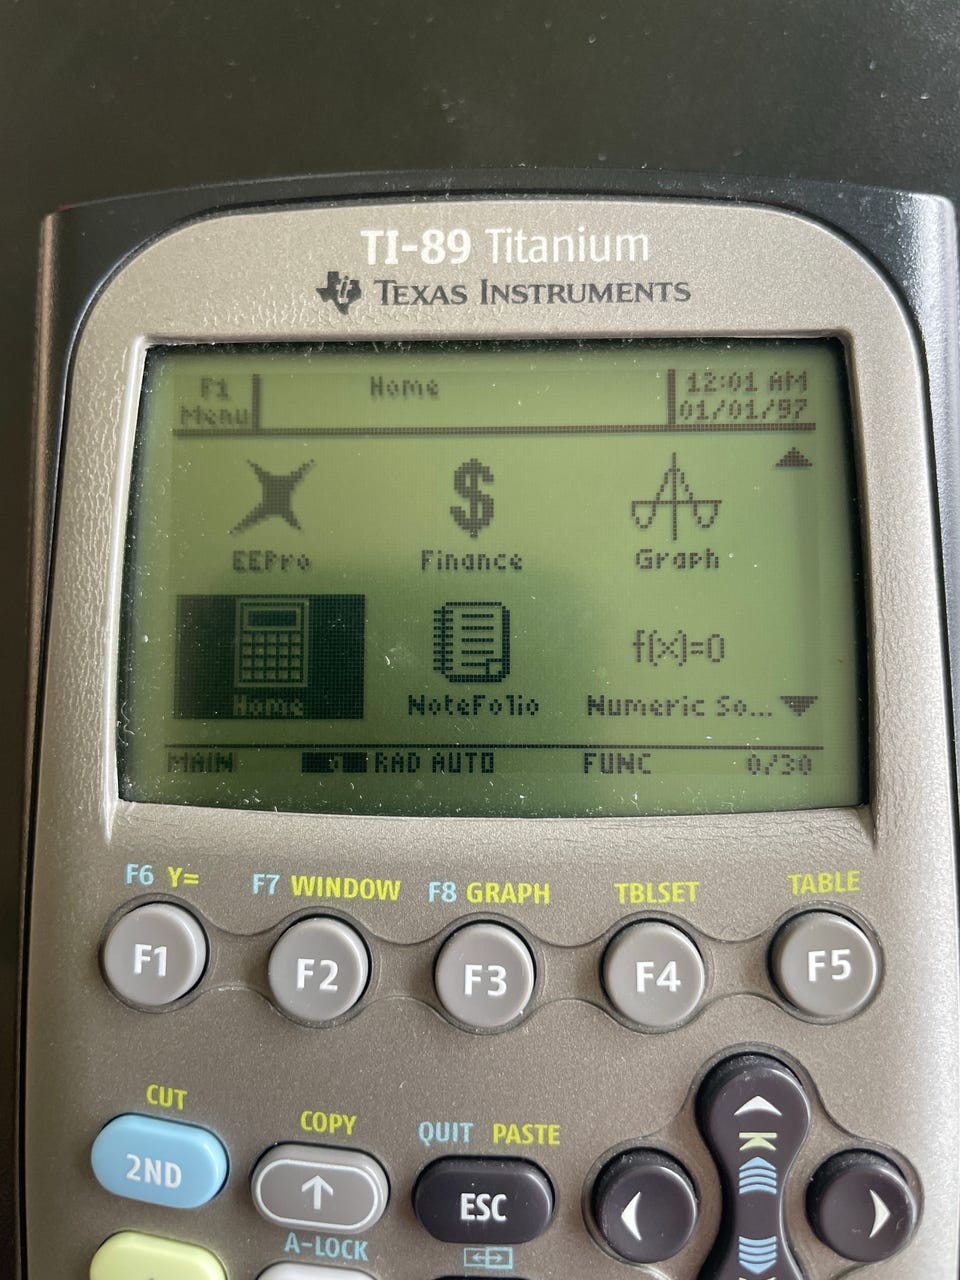 TI-89 Titanium
TEXAS INSTRUMENTS
F1 Menu
Home
12:01 AM
01/01/97
$
EEPro
Finance
Graph
f(x)=0
Home
NoteFolio
Numeric So...
MAIN
RAD AUTO
FUNC
0/30
F6 Y=
F7 WINDOW
F8 GRAPH
TBLSET
TABLE
F1
F2
F3
F4
F5
CUT
COPY
QUIT PASTE
2ND
↑
ESC
K
A-LOCK
K